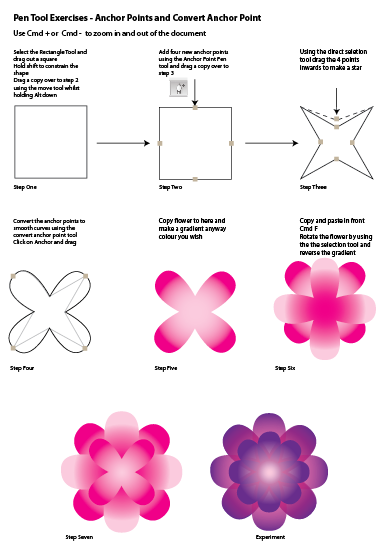 Pen Tool Exercises - Anchor Points and Convert Anchor Point
Use Cmd + or Cmd - to zoom in and out of the document
Select the Rectangle Tool and
drag out a square
Hold shift to constrain the
shape
Drag a copy over to step 2
using the move tool whilst
holding Alt down
Add four new anchor points
using the Anchor Point Pen
tool and drag a copy over to
step 3
Using the direct seletion
tool drag the 4 points
inwards to make a star
Step One
Step Two
Step Three
Convert the anchor points to
smooth curves using the
convert anchor point tool
Click on Anchor and drag
Copy flower to here and
make a gradient anyway
colour you wish
Copy and paste in front
Cmd F
Rotate the flower by using
the the selection tool and
reverse the gradient
Step Four
Step Five
Step Six
Step Seven
Experiment